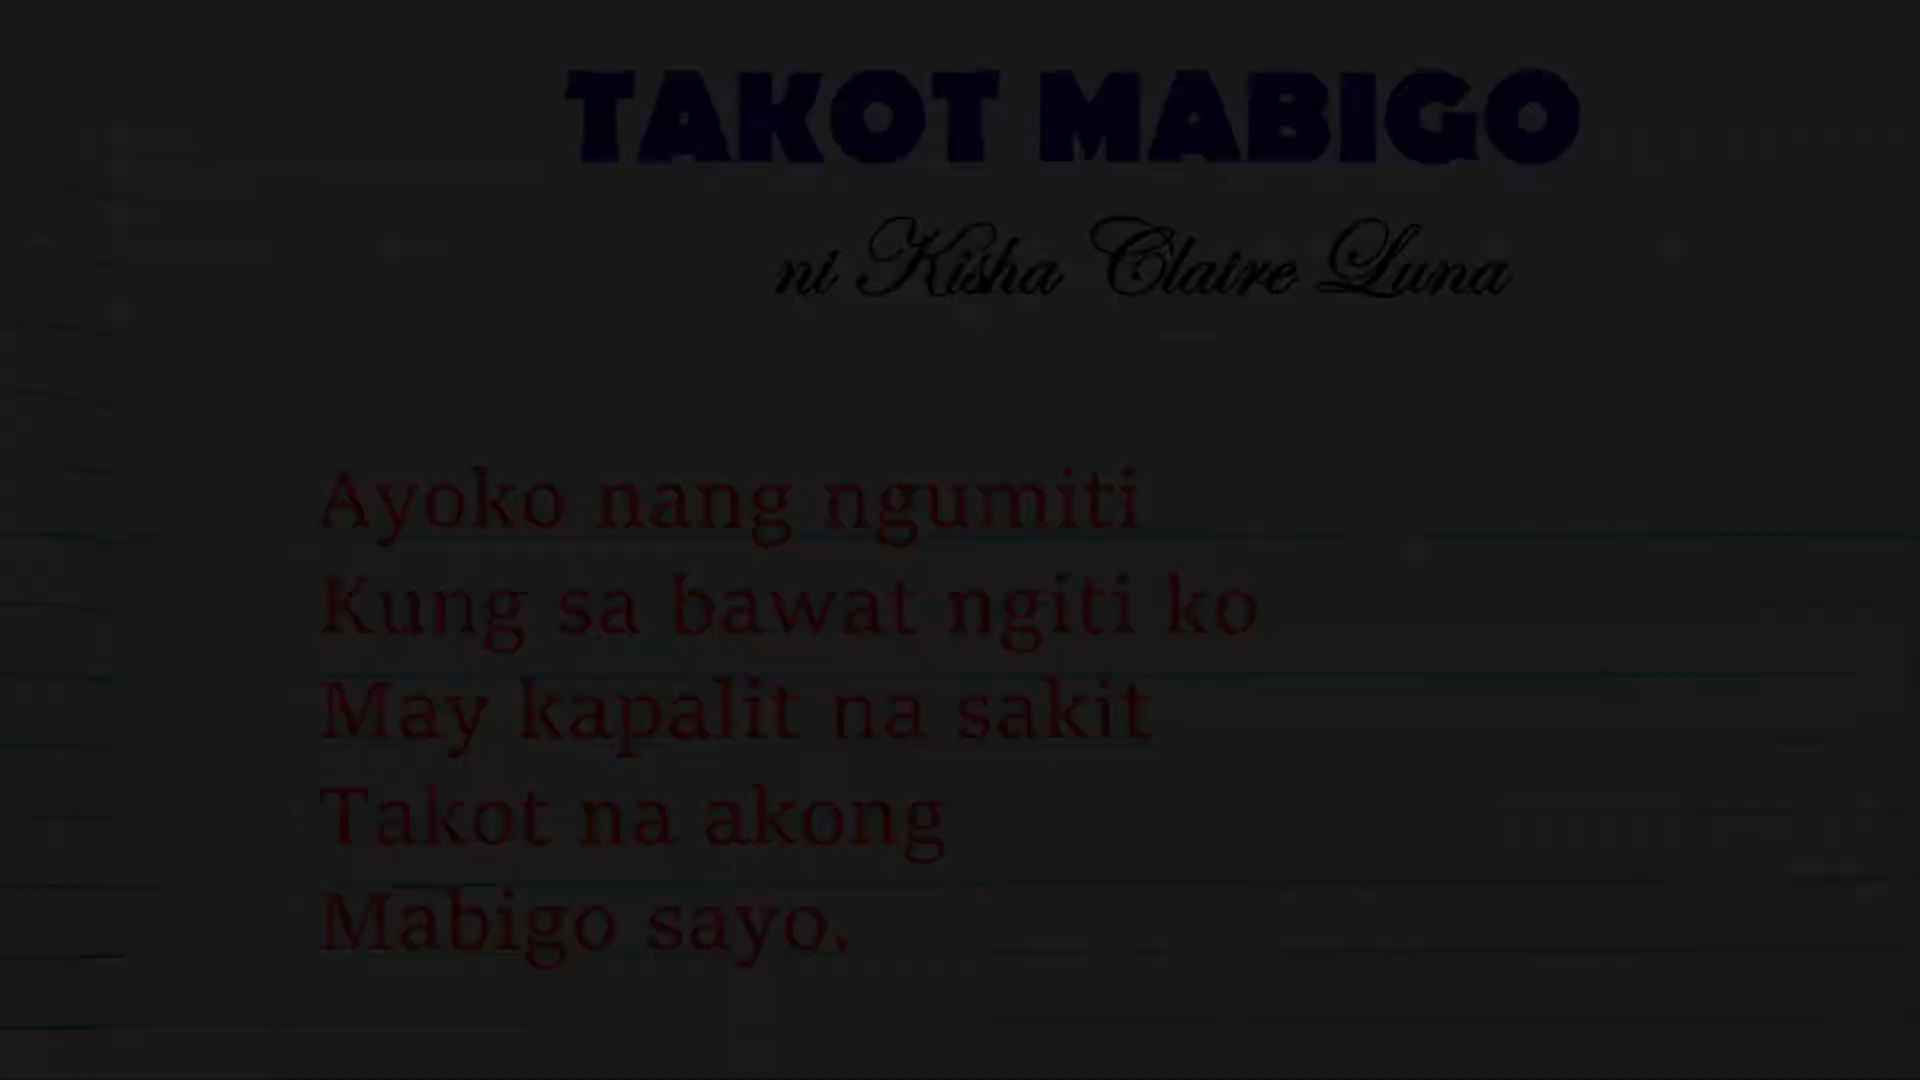 TAKOT MABIGO
ni Kisha Claire Luna
Ayoko nang ngumiti
Kung sa bawat ngiti ko
May kapalit na sakit
Takot na akong
Mabigo sayo.